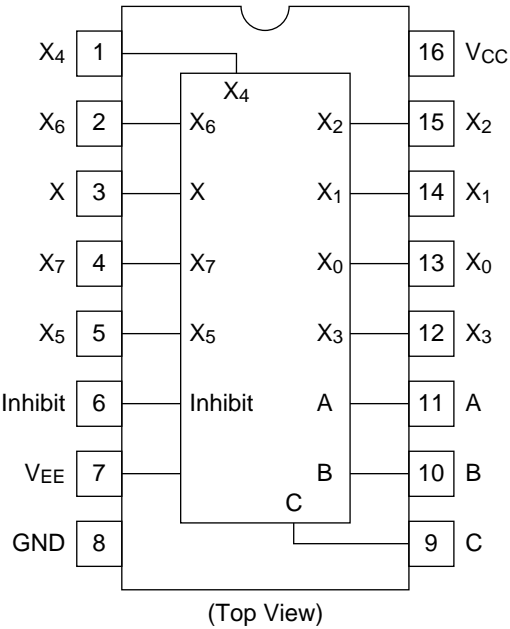 X4 1 16 VCC
X4
X6 2 X6 X2 15 X2
X 3 X X1 14 X1
X7 4 X7 X0 13 X0
X5 5 X5 X3 12 X3
Inhibit 6 Inhibit A 11 A
VEE 7 B 10 B
C
GND 8 9 C
(Top View)